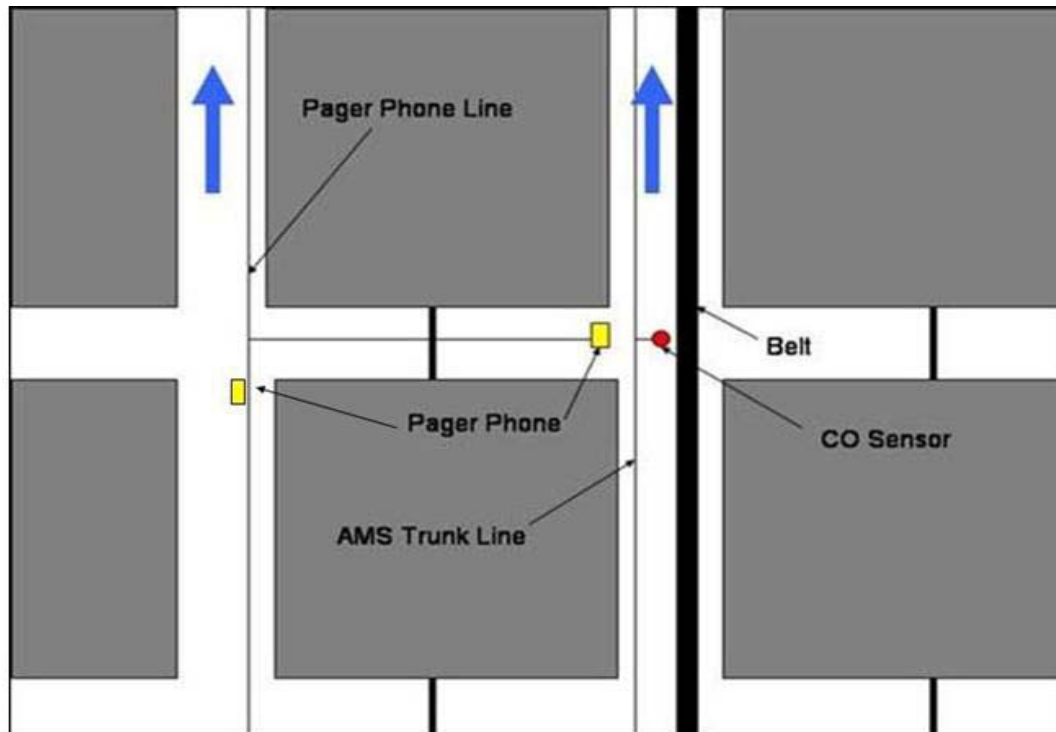 Pager Phone Line
Belt
Pager Phone
CO Sensor
AMS Trunk Line